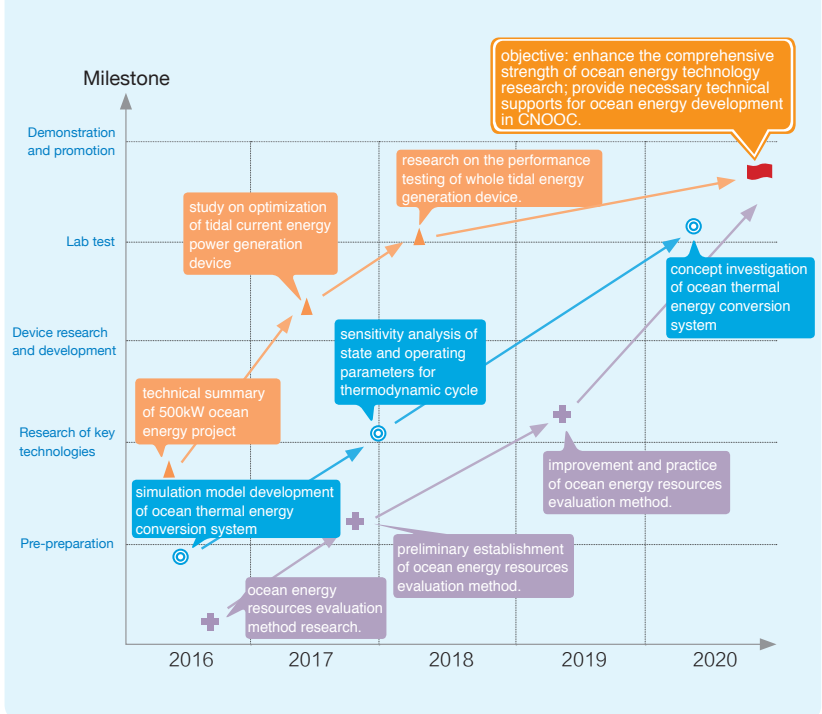 objective: enhance the comprehensive
strength of ocean energy technology
research; provide necessary technical
supports for ocean energy development
in CNOOC.
Milestone
Demonstration
and promotion
research on the performance
testing of whole tidal energy
generation device.
study on optimization
of tidal current energy
power generation
device
Lab test
concept investigation
of ocean thermal
energy conversion
system
Device research
and development
sensitivity analysis of
state and operating
parameters for
thermodynamic cycle
technical summary
of 500kW ocean
energy project
Research of key
technologies
improvement and practice
of ocean energy resources
evaluation method.
simulation model development
of ocean thermal energy
conversion system
Pre-preparation
preliminary establishment
of ocean energy resources
evaluation method.
ocean energy
resources evaluation
method research.
2016
2017
2018
2019
2020